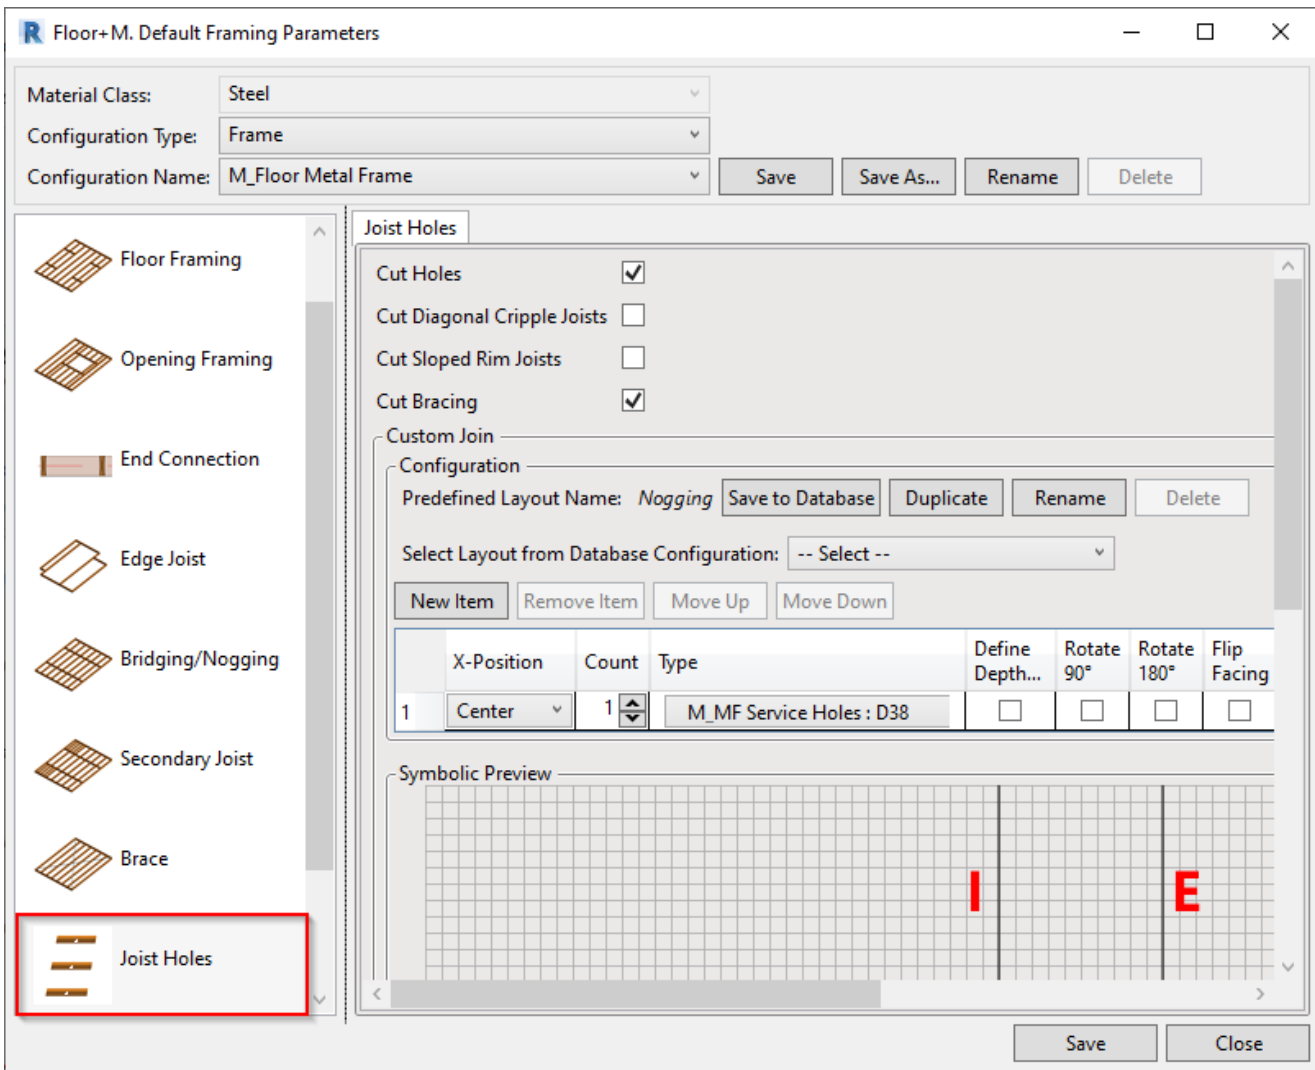 R Floor+M. Default Framing Parameters
Material Class: Steel
Configuration Type: Frame
Configuration Name: M_Floor Metal Frame Save Save As... Rename Delete
Floor Framing
Opening Framing
End Connection
Edge Joist
Bridging/Nogging
Secondary Joist
Brace
Joist Holes
Joist Holes
Cut Holes
Cut Diagonal Cripple Joists
Cut Sloped Rim Joists
Cut Bracing
Custom Join
Configuration
Predefined Layout Name: Nogging Save to Database Duplicate Rename Delete
Select Layout from Database Configuration: -- Select --
New Item Remove Item Move Up Move Down
X-Position Count Type Define Depth... Rotate 90° Rotate 180° Flip Facing
1 Center 1 M_MF Service Holes : D38
Symbolic Preview
I E
Save Close